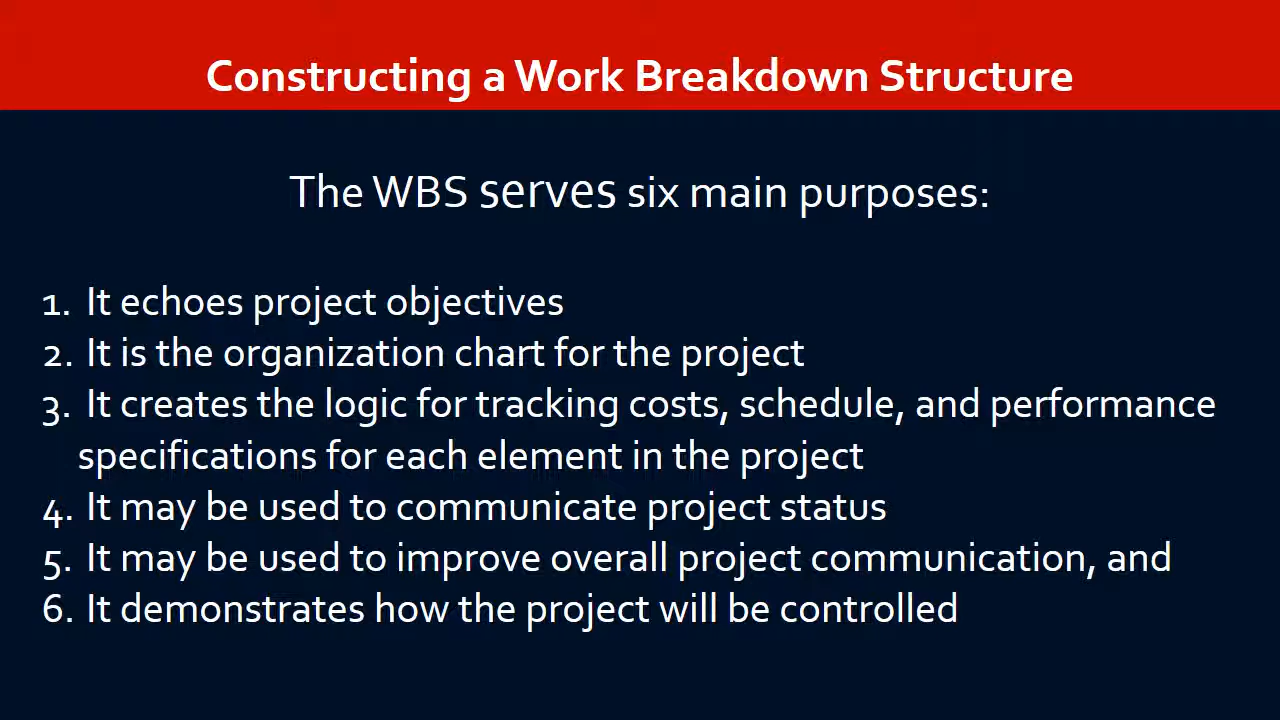 Constructing a Work Breakdown Structure
The WBS serves six main purposes:
1. It echoes project objectives
2. It is the organization chart for the project
3. It creates the logic for tracking costs, schedule, and performance
specifications for each element in the project
4. It may be used to communicate project status
5. It may be used to improve overall project communication, and
6. It demonstrates how the project will be controlled